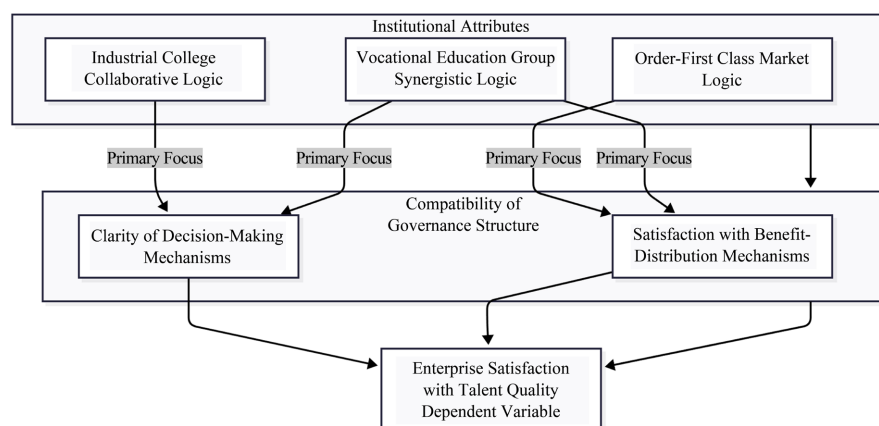 Institutional Attributes
Industrial College
Collaborative Logic
Vocational Education Group
Synergistic Logic
Order-First Class Market
Logic
Primary Focus
Primary Focus
Primary Focus
Primary Focus
Compatibility of
Governance Structure
Clarity of Decision-Making
Mechanisms
Satisfaction with Benefit-
Distribution Mechanisms
Enterprise Satisfaction
with Talent Quality
Dependent Variable